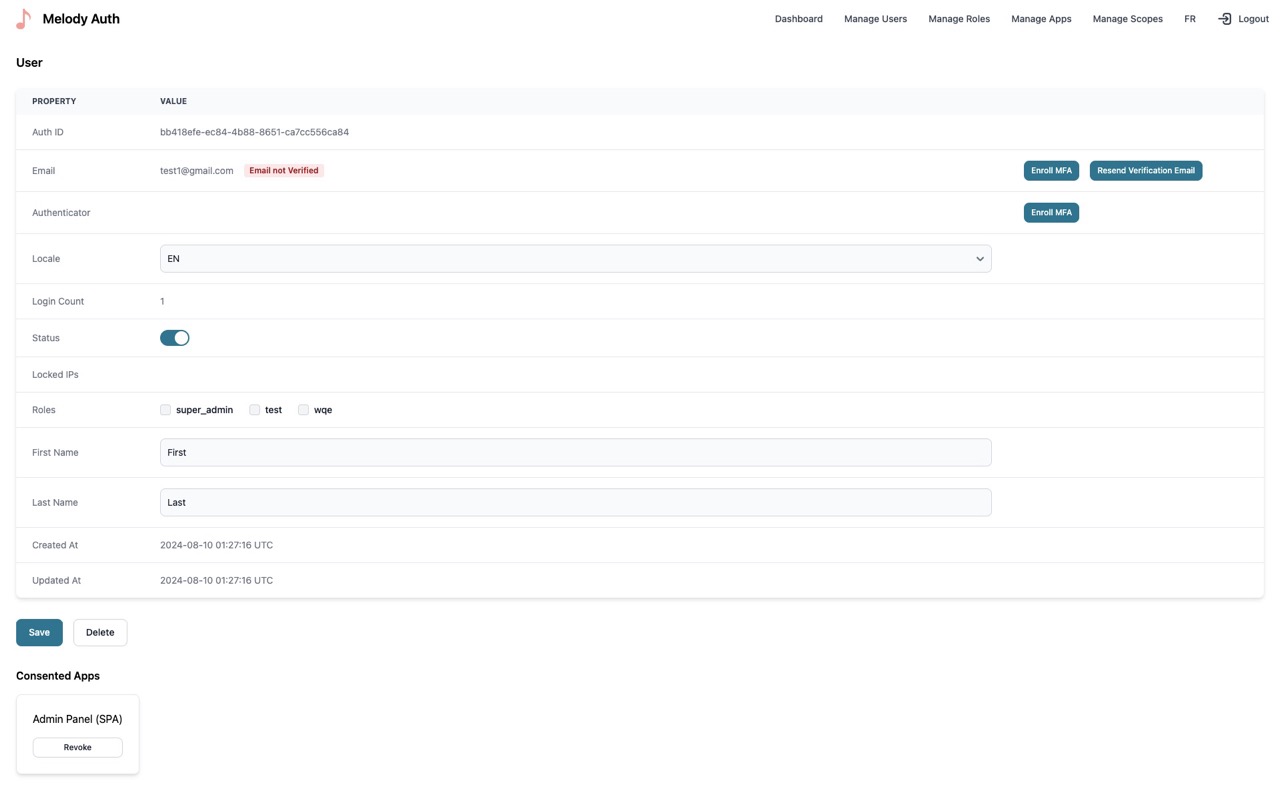 Melody Auth
Dashboard Manage Users Manage Roles Manage Apps Manage Scopes FR Logout
User
PROPERTY VALUE
Auth ID bb418efe-ec84-4b88-8651-ca7cc556ca84
Email test1@gmail.com Email not Verified Enroll MFA Resend Verification Email
Authenticator Enroll MFA
Locale EN
Login Count 1
Status
Locked IPs
Roles super_admin test wqe
First Name First
Last Name Last
Created At 2024-08-10 01:27:16 UTC
Updated At 2024-08-10 01:27:16 UTC
Save Delete
Consented Apps
Admin Panel (SPA)
Revoke